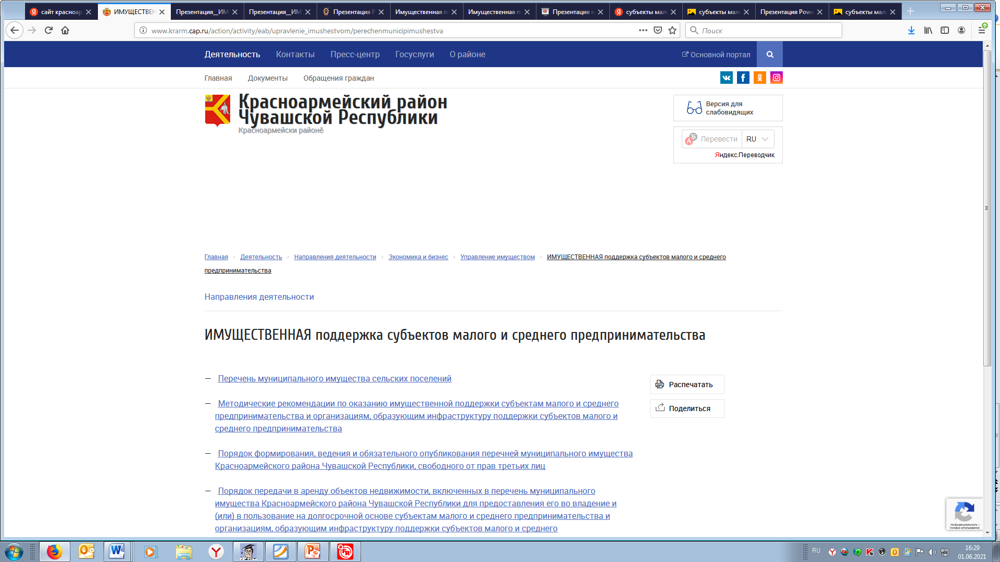 сайт красноар
ИМУЩЕСТВЕН
Презентация_ИМ
Презентация_ИМ
Презентация P
Имущественная п
Имущественная п
Презентация н
субъекты мал
субъекты мал
Презентация Powe
субъекты мал
www.krarm.cap.ru/action/activity/eab/upravlenie_imushestvom/perechenmunicipimushestva
Поиск
Деятельность Контакты Пресс-центр Госуслуги О районе Основной портал
Главная Документы Обращения граждан
Красноармейский район
Чувашской Республики
Красноармейски районĕ
Версия для
слабовидящих
Перевести RU
Яндекс.Переводчик
Главная › Деятельность › Направления деятельности › Экономика и бизнес › Управление имуществом › ИМУЩЕСТВЕННАЯ поддержка субъектов малого и среднего
предпринимательства
Направления деятельности
ИМУЩЕСТВЕННАЯ поддержка субъектов малого и среднего предпринимательства
— Перечень муниципального имущества сельских поселений
— Методические рекомендации по оказанию имущественной поддержки субъектам малого и среднего
предпринимательства и организациям, образующим инфраструктуру поддержки субъектов малого и
среднего предпринимательства
— Порядок формирования, ведения и обязательного опубликования перечней муниципального имущества
Красноармейского района Чувашской Республики, свободного от прав третьих лиц
— Порядок передачи в аренду объектов недвижимости, включенных в перечень муниципального
имущества Красноармейского района Чувашской Республики для предоставления его во владение и
(или) в пользование на долгосрочной основе субъектам малого и среднего предпринимательства и
организациям, образующим инфраструктуру поддержки субъектов малого и среднего
Распечатать
Поделиться
Конфиденциальность •
Условия использования
RU
16:29
01.06.2021